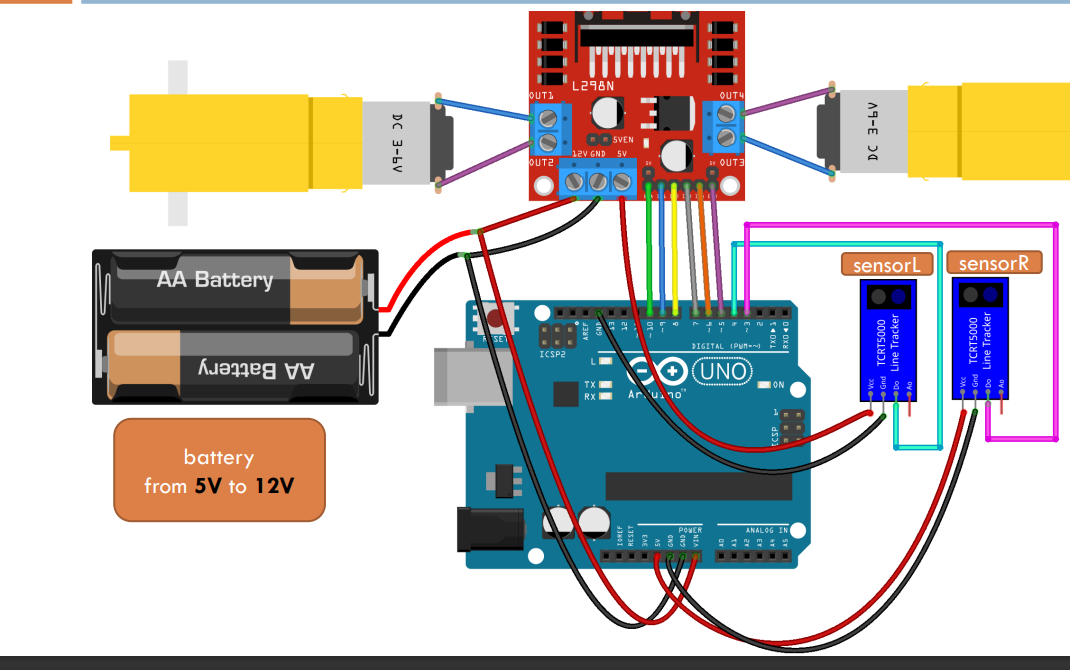 L298N
OUT1
OUT4
5VEN
12V GND 5V
OUT2
OUT3
DC 3-6V
DC 3-6V
sensorL
sensorR
AA Battery
AA Battery
battery
from 5V to 12V
RESET
ICSP2
AREF
GND
13
12
~10
~9
8
7
~6
~5
4
~3
2
TX0▶1
RX0◀0
DIGITAL (PWM=~)
L
TX
RX
UNO
Arduino™
ON
1
ICSP
TCRT5000
Line Tracker
Vcc
Gnd
Do
Ao
TCRT5000
Line Tracker
Vcc
Gnd
Do
Ao
POWER
ANALOG IN
IOREF
RESET
3V3
5V
GND
GND
VIN
A0
A1
A2
A3
A4
A5